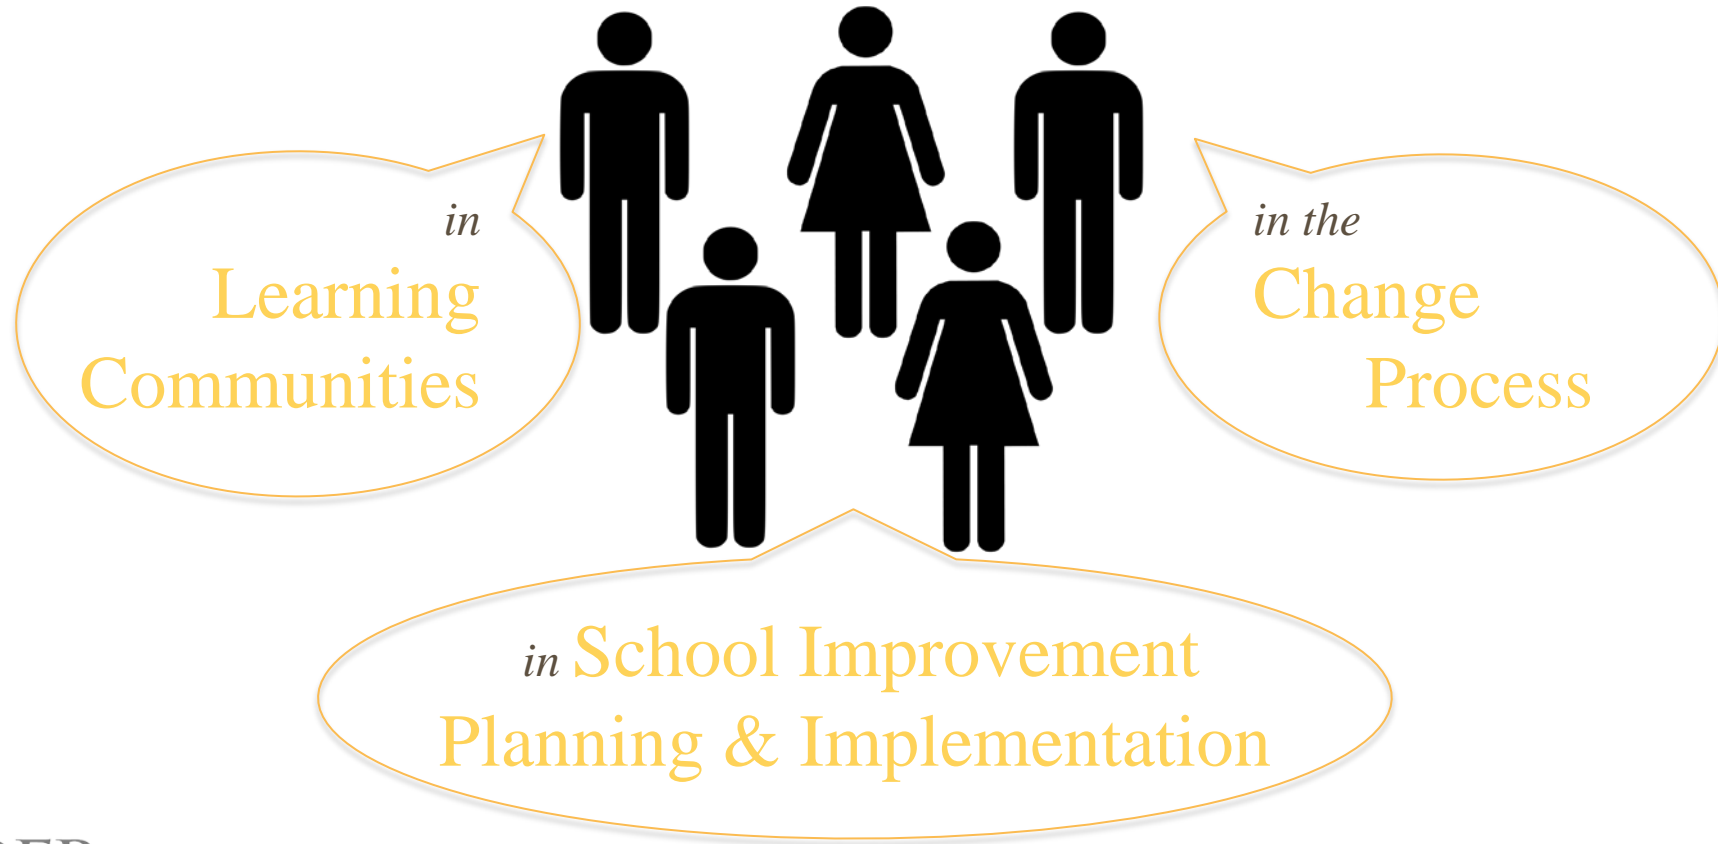 in
Learning
Communities
in the
Change
Process
in School Improvement
Planning & Implementation